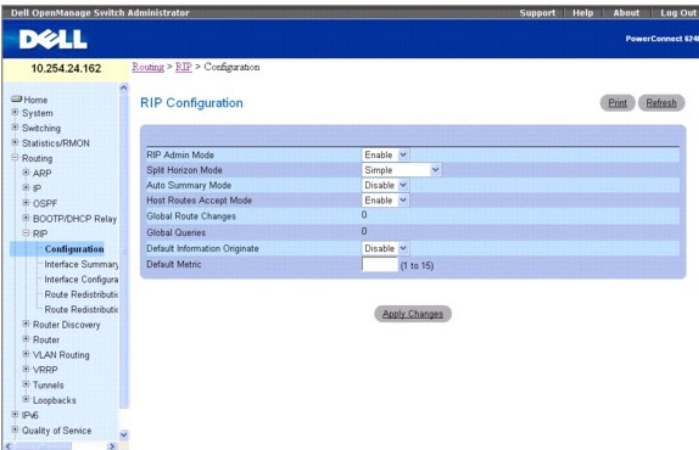 Dell OpenManage Switch Administrator
Support Help About Log Out
DELL
PowerConnect
10.254.24.162
Routing > RIP > Configuration
Home
System
Switching
Statistics/RMON
Routing
ARP
IP
OSPF
BOOTP/DHCP Relay
RIP
Configuration
Interface Summary
Interface Configura
Route Redistributic
Route Redistributic
Router Discovery
Router
VLAN Routing
VRRP
Tunnels
Loopbacks
IPv6
Quality of Service
RIP Configuration
Print Refresh
RIP Admin Mode Enable
Split Horizon Mode Simple
Auto Summary Mode Disable
Host Routes Accept Mode Enable
Global Route Changes 0
Global Queries 0
Default Information Originate Disable
Default Metric (1 to 15)
Apply Changes